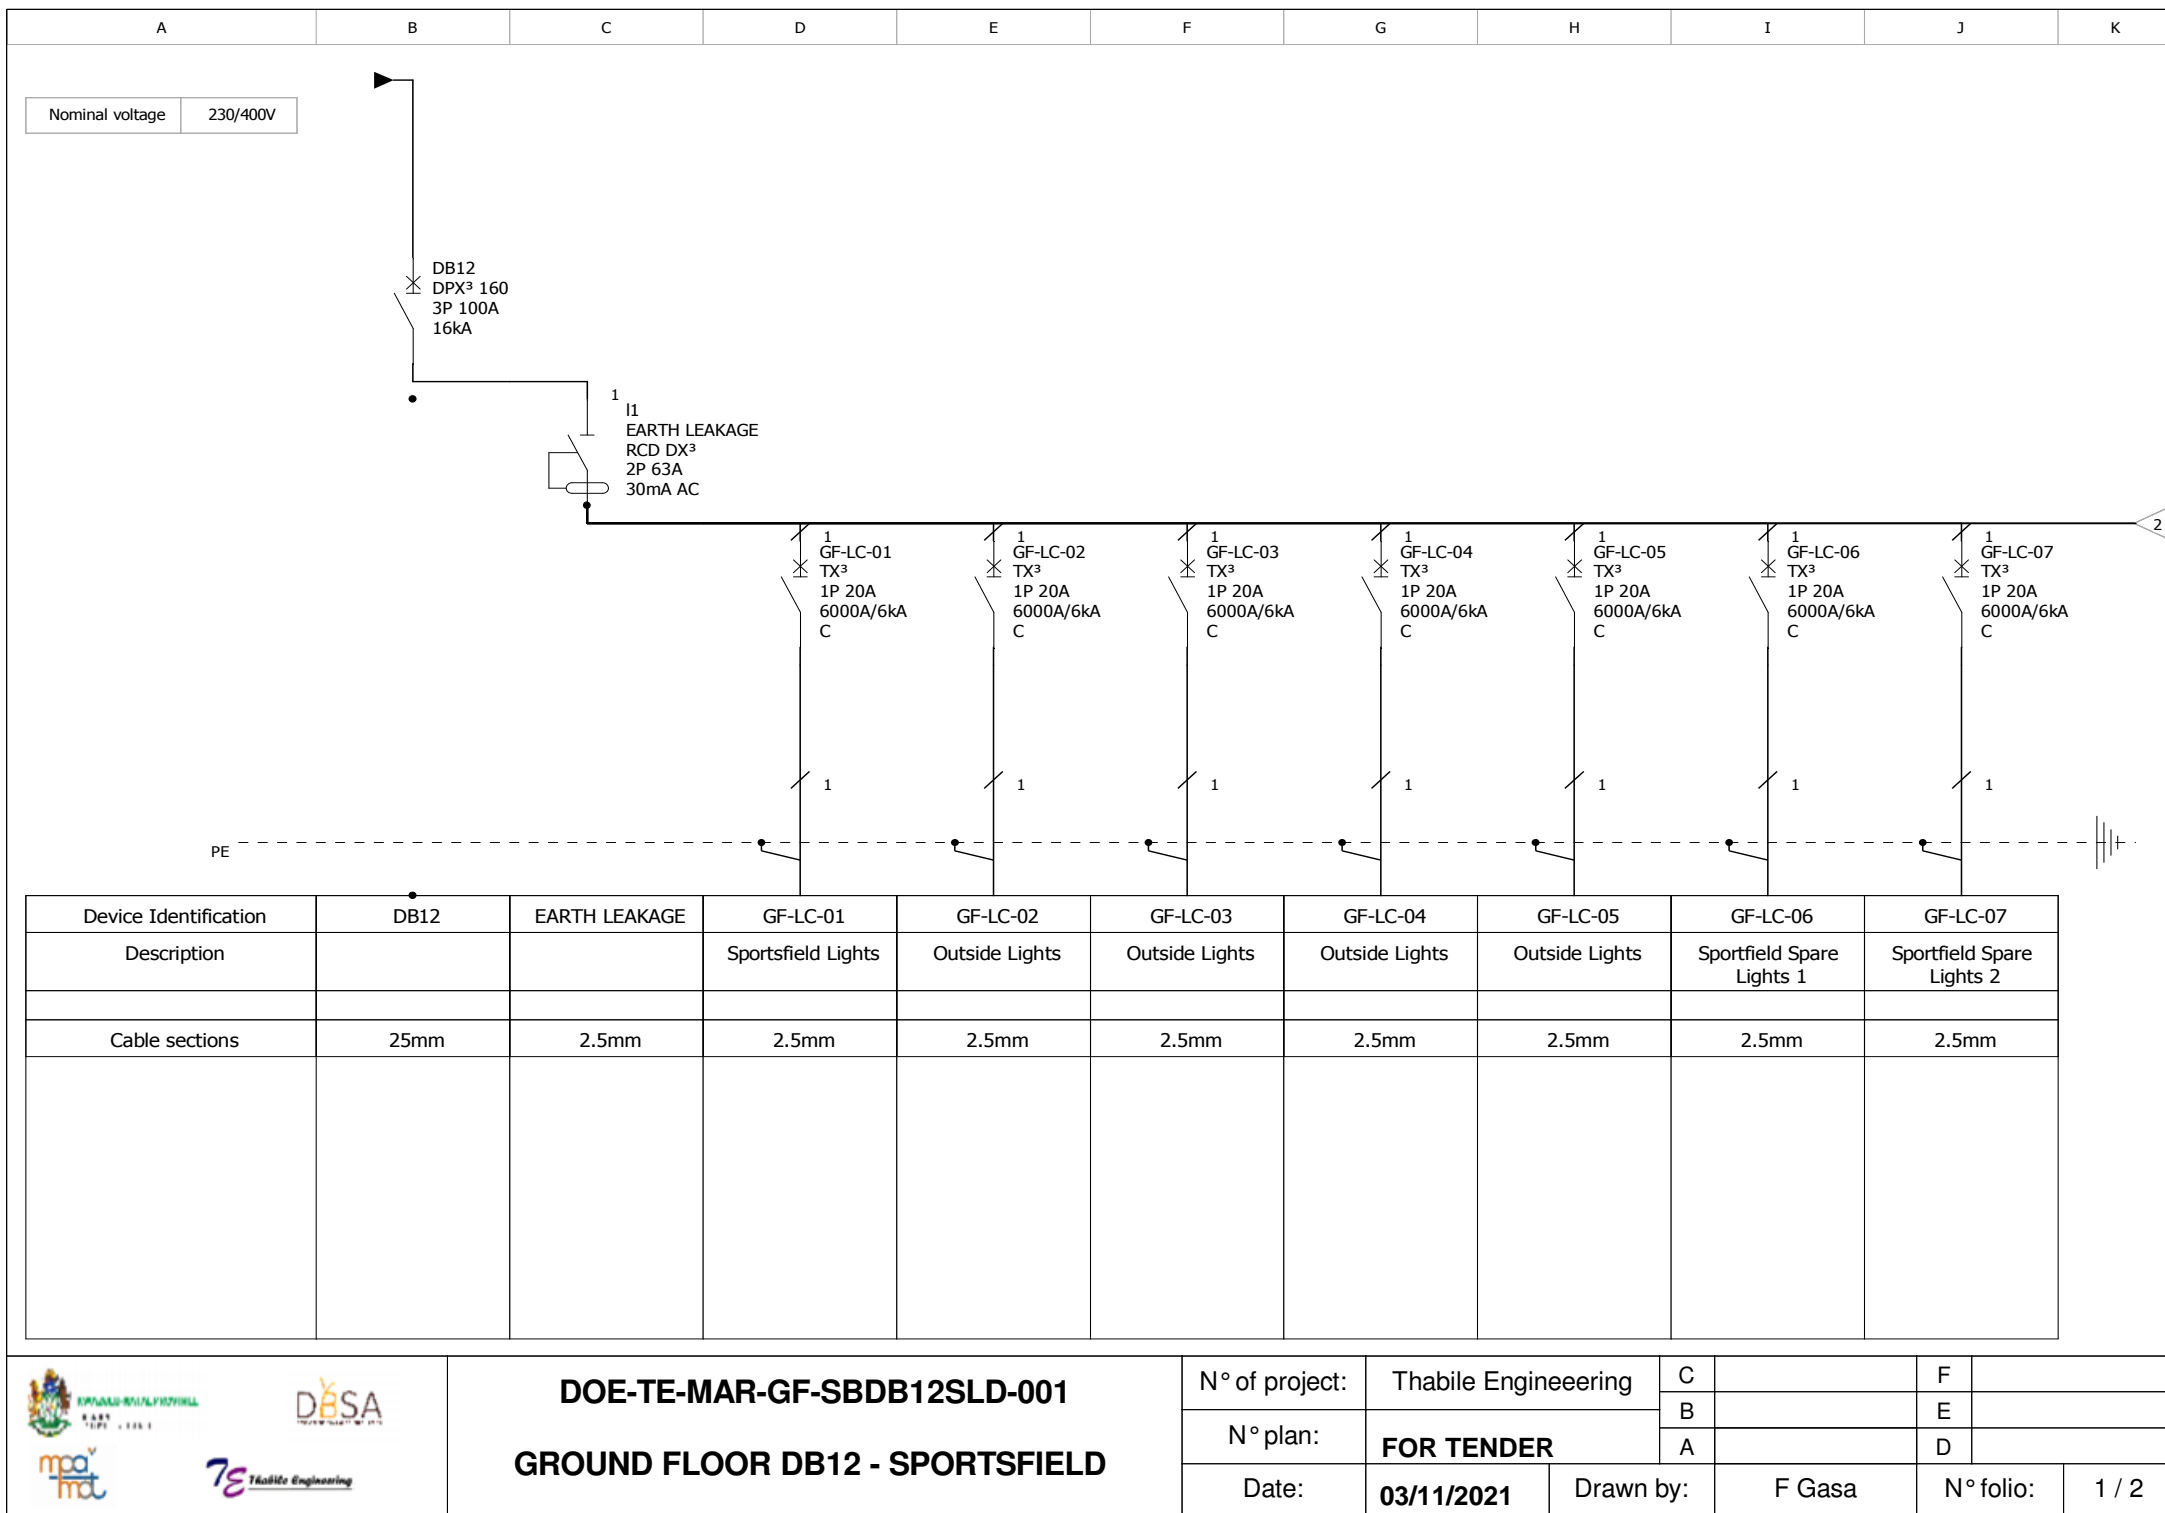 A B C D E F G H I J K
Nominal voltage 230/400V
DB12
DPX³ 160
3P 100A
16kA
1
I1
EARTH LEAKAGE
RCD DX³
2P 63A
30mA AC
2
1 1 1 1 1 1 1
GF-LC-01 GF-LC-02 GF-LC-03 GF-LC-04 GF-LC-05 GF-LC-06 GF-LC-07
TX³ TX³ TX³ TX³ TX³ TX³ TX³
1P 20A 1P 20A 1P 20A 1P 20A 1P 20A 1P 20A 1P 20A
6000A/6kA 6000A/6kA 6000A/6kA 6000A/6kA 6000A/6kA 6000A/6kA 6000A/6kA
C C C C C C C
1 1 1 1 1 1 1
PE
Device Identification DB12 EARTH LEAKAGE GF-LC-01 GF-LC-02 GF-LC-03 GF-LC-04 GF-LC-05 GF-LC-06 GF-LC-07
Description Sportsfield Lights Outside Lights Outside Lights Outside Lights Outside Lights Sportfield Spare Sportfield Spare
Lights 1 Lights 2
Cable sections 25mm 2.5mm 2.5mm 2.5mm 2.5mm 2.5mm 2.5mm 2.5mm 2.5mm
DBSA
mpa
mdt
TE Thabile Engineering
DOE-TE-MAR-GF-SBDB12SLD-001
GROUND FLOOR DB12 - SPORTSFIELD
N° of project: Thabile Engineeering C F
B E
N° plan: FOR TENDER A D
Date: 03/11/2021 Drawn by: F Gasa N° folio: 1 / 2